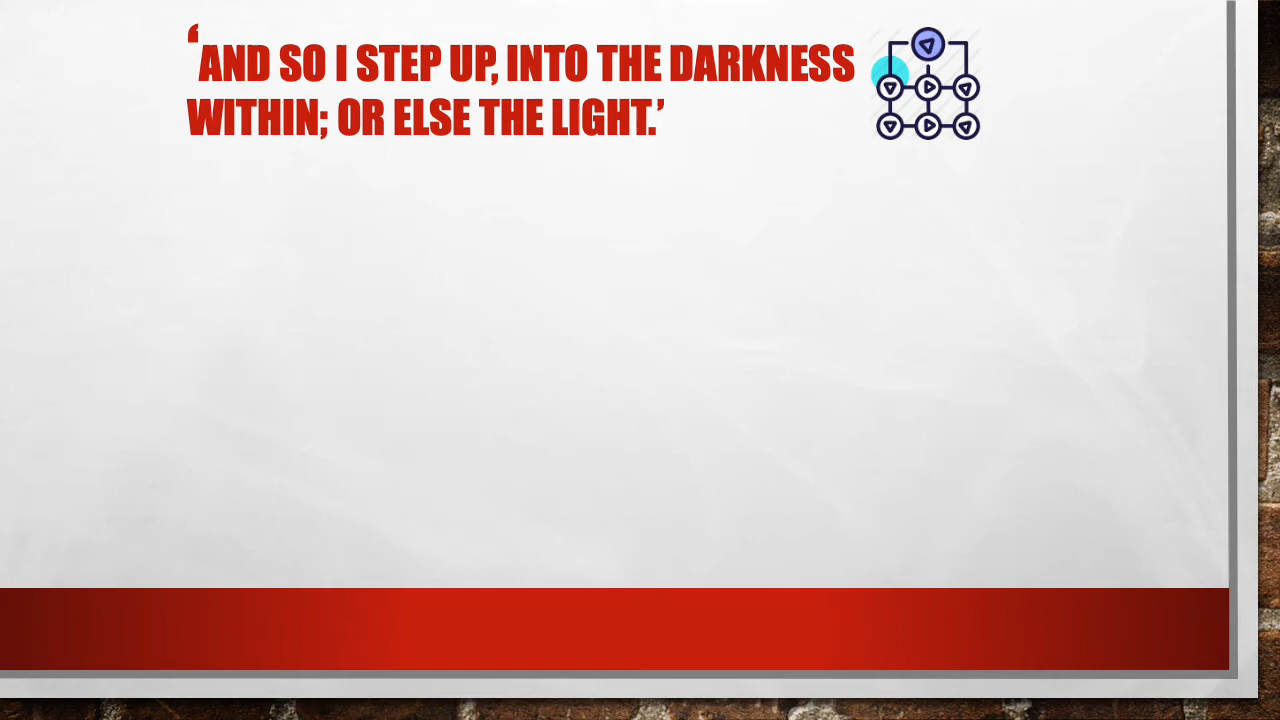 ‘AND SO I STEP UP, INTO THE DARKNESS
WITHIN; OR ELSE THE LIGHT.’